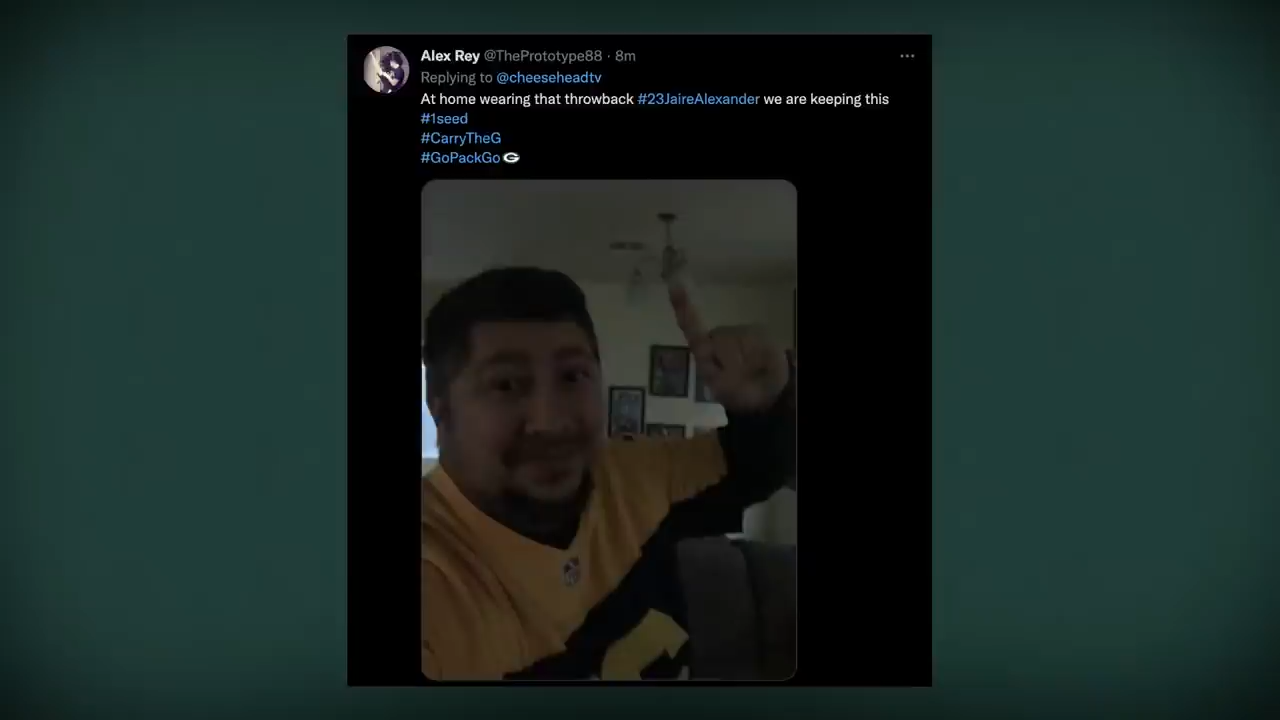 Alex Rey @ThePrototype88 · 8m
Replying to @cheeseheadtv
At home wearing that throwback #23JaireAlexander we are keeping this
#1seed
#CarryTheG
#GoPackGo